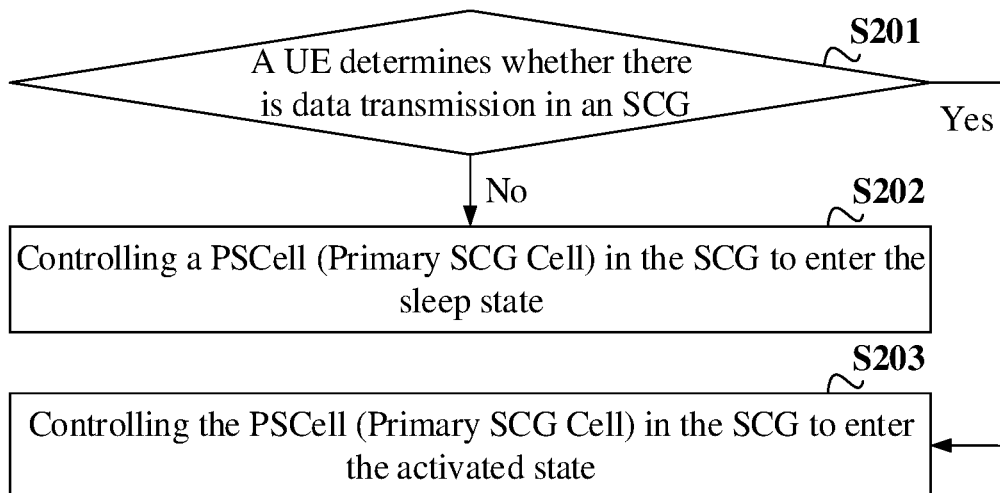 S201
A UE determines whether there
is data transmission in an SCG
Yes
No
S202
Controlling a PSCell (Primary SCG Cell) in the SCG to enter the
sleep state
S203
Controlling the PSCell (Primary SCG Cell) in the SCG to enter
the activated state